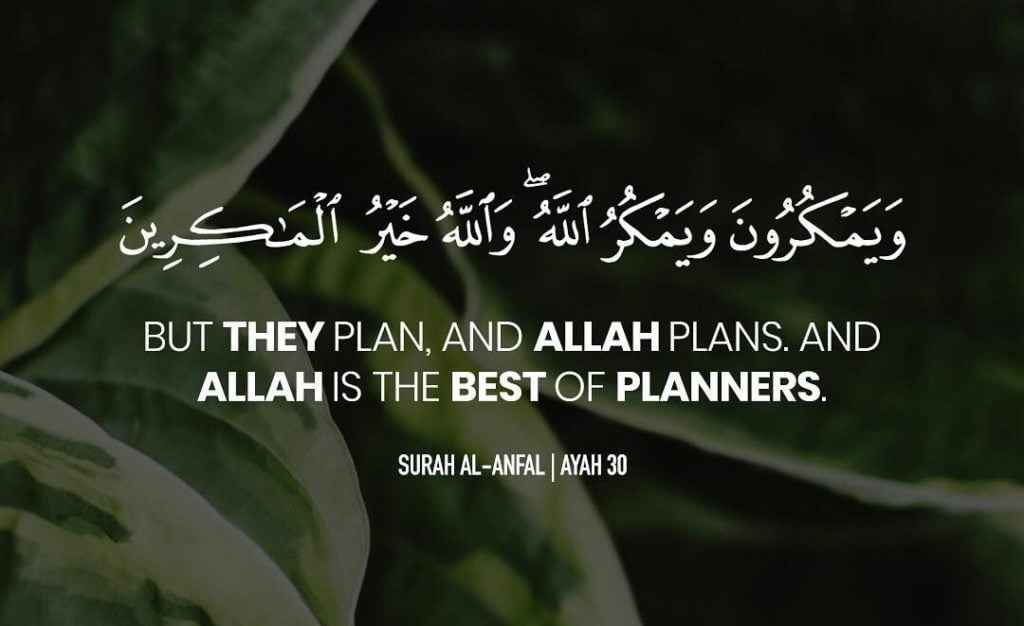 وَيَمْكُرُونَ وَيَمْكُرُ ٱللَّهُ ۖ وَٱللَّهُ خَيْرُ ٱلْمَـٰكِرِينَ
BUT THEY PLAN, AND ALLAH PLANS. AND
ALLAH IS THE BEST OF PLANNERS.
SURAH AL-ANFAL | AYAH 30